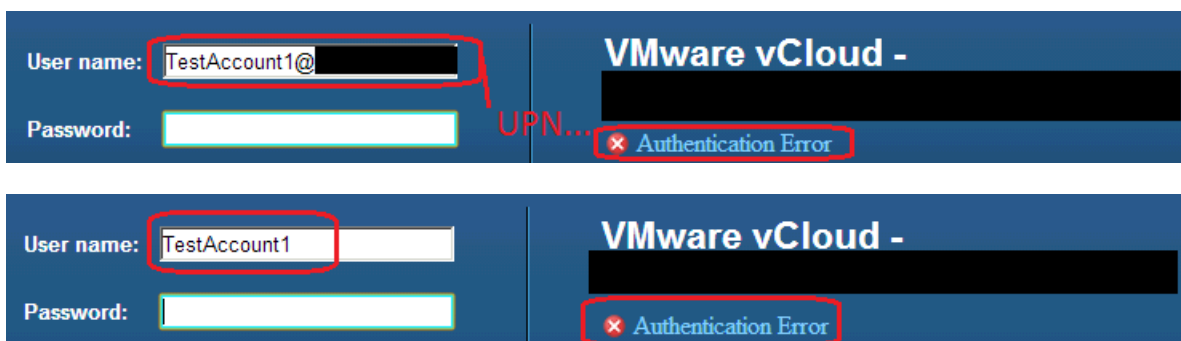 User name: TestAccount1@
VMware vCloud -
Password:
UPN...
Authentication Error
User name: TestAccount1
VMware vCloud -
Password:
Authentication Error